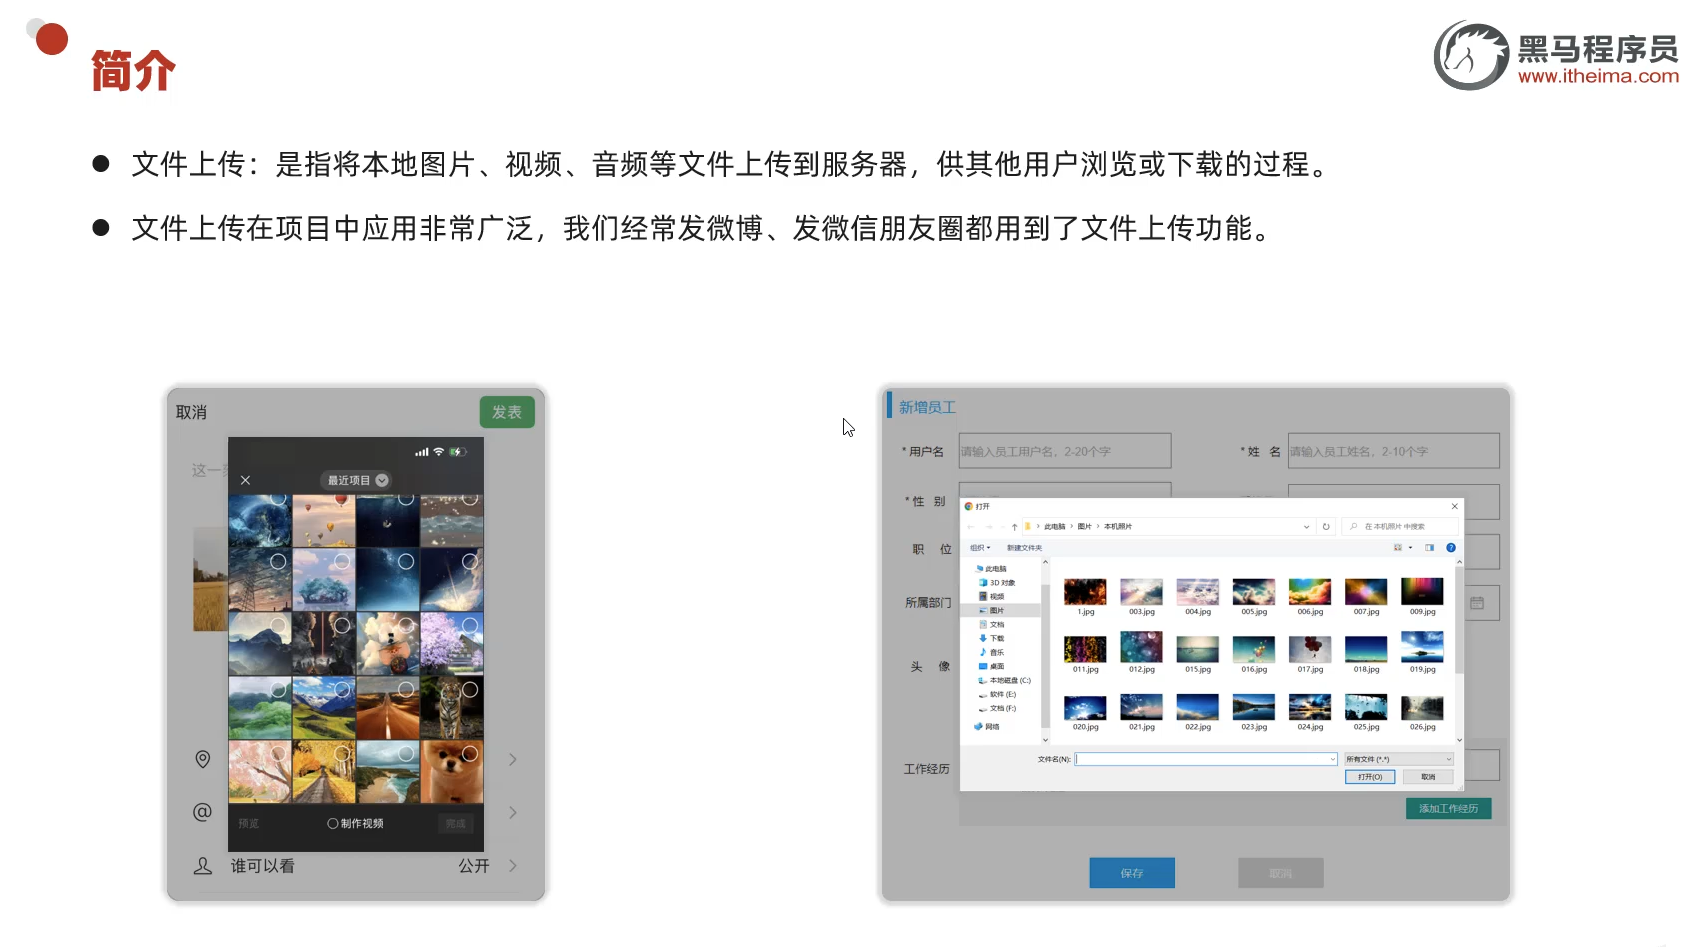 简介
黑马程序员
www.itheima.com
文件上传：是指将本地图片、视频、音频等文件上传到服务器，供其他用户浏览或下载的过程。
文件上传在项目中应用非常广泛，我们经常发微博、发微信朋友圈都用到了文件上传功能。
取消
发表
这一
最近项目
预览
制作视频
完成
谁可以看
公开
新增员工
* 用户名
请输入员工用户名，2-20个字
* 姓 名
请输入员工姓名，2-10个字
* 性 别
职 位
所属部门
头 像
工作经历
打开
此电脑 › 图片 › 本机照片
在 本机照片 中搜索
组织
新建文件夹
此电脑
3D 对象
视频
图片
文档
下载
音乐
桌面
本地磁盘 (C:)
软件 (E:)
文档 (F:)
网络
1.jpg
003.jpg
004.jpg
005.jpg
006.jpg
007.jpg
009.jpg
011.jpg
012.jpg
015.jpg
016.jpg
017.jpg
018.jpg
019.jpg
020.jpg
021.jpg
022.jpg
023.jpg
024.jpg
025.jpg
026.jpg
文件名(N):
所有文件 (*.*)
打开(O)
取消
添加工作经历
保存
取消